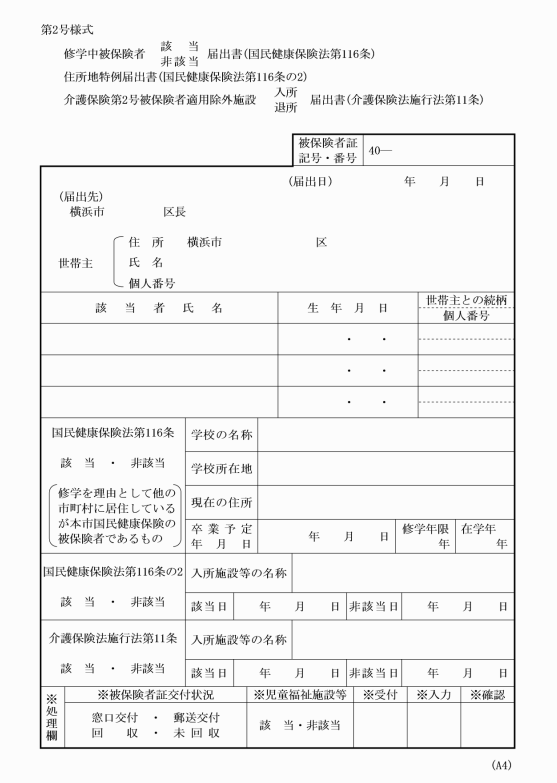 第2号様式
修学中被保険者 該当 非該当 届出書(国民健康保険法第116条)
住所地特例届出書(国民健康保険法第116条の2)
介護保険第2号被保険者適用除外施設 入所 退所 届出書(介護保険法施行法第11条)
被保険者証
記号・番号 40―
(届出日) 年 月 日
(届出先)
横浜市 区長
世帯主
住所 横浜市 区
氏名
個人番号
該当者氏名 生年月日 世帯主との続柄
個人番号
・ ・
・ ・
・ ・
国民健康保険法第116条
該当 ・ 非該当
修学を理由として他の
市町村に居住している
が本市国民健康保険の
被保険者であるもの
学校の名称
学校所在地
現在の住所
卒業予定
年月日
年 月 日
修学年限
年
在学年
年
国民健康保険法第116条の2
該当 ・ 非該当
入所施設等の名称
該当日 年 月 日 非該当日 年 月 日
介護保険法施行法第11条
該当 ・ 非該当
入所施設等の名称
該当日 年 月 日 非該当日 年 月 日
※処理欄
※被保険者証交付状況 ※児童福祉施設等 ※受付 ※入力 ※確認
窓口交付 ・ 郵送交付
回収 ・ 未回収
該当・非該当
(A4)